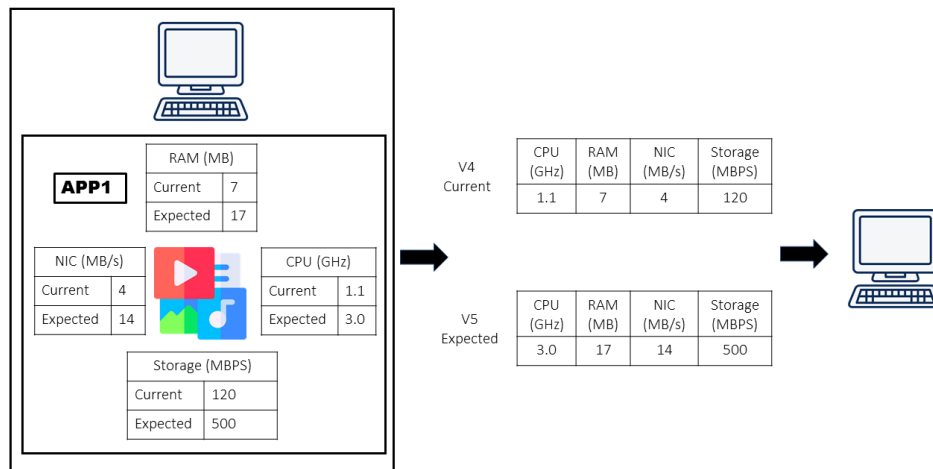 RAM (MB)
APP1
Current 7
Expected 17
NIC (MB/s)
Current 4
Expected 14
CPU (GHz)
Current 1.1
Expected 3.0
Storage (MBPS)
Current 120
Expected 500
V4
Current
CPU (GHz) RAM (MB) NIC (MB/s) Storage (MBPS)
1.1 7 4 120
V5
Expected
CPU (GHz) RAM (MB) NIC (MB/s) Storage (MBPS)
3.0 17 14 500